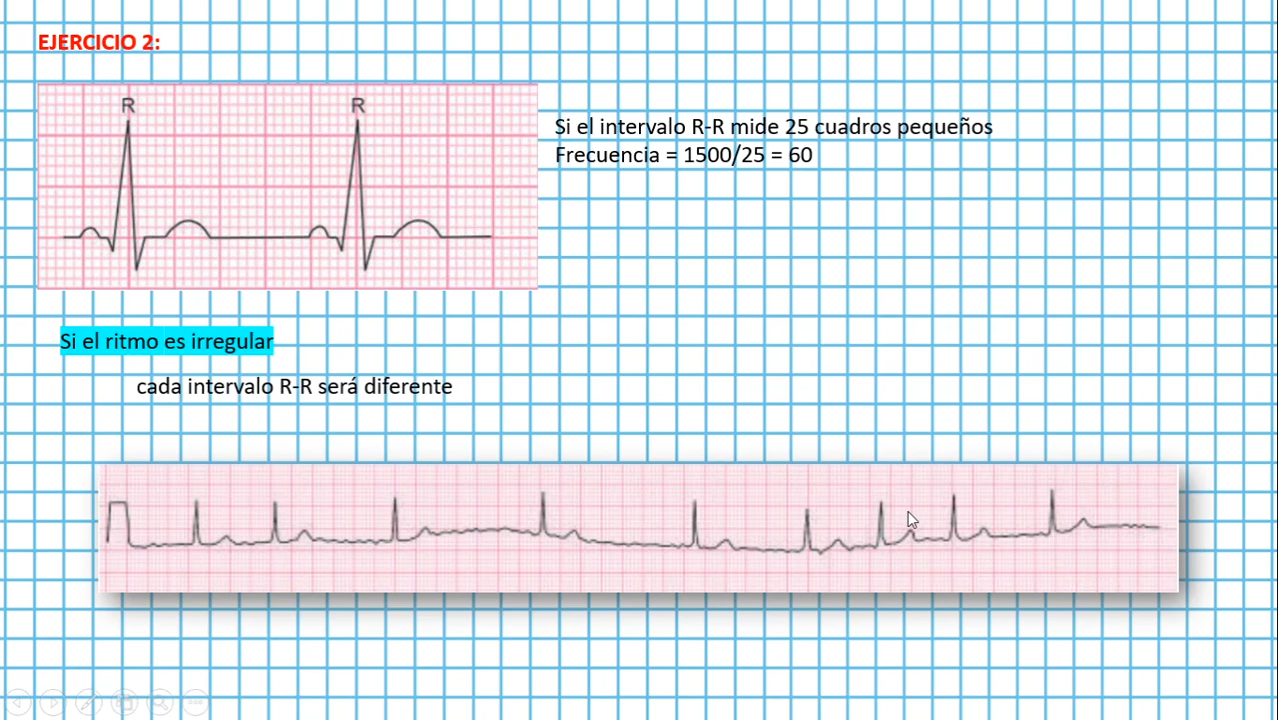 EJERCICIO 2:
R R
Si el intervalo R-R mide 25 cuadros pequeños
Frecuencia = 1500/25 = 60
Si el ritmo es irregular
cada intervalo R-R será diferente